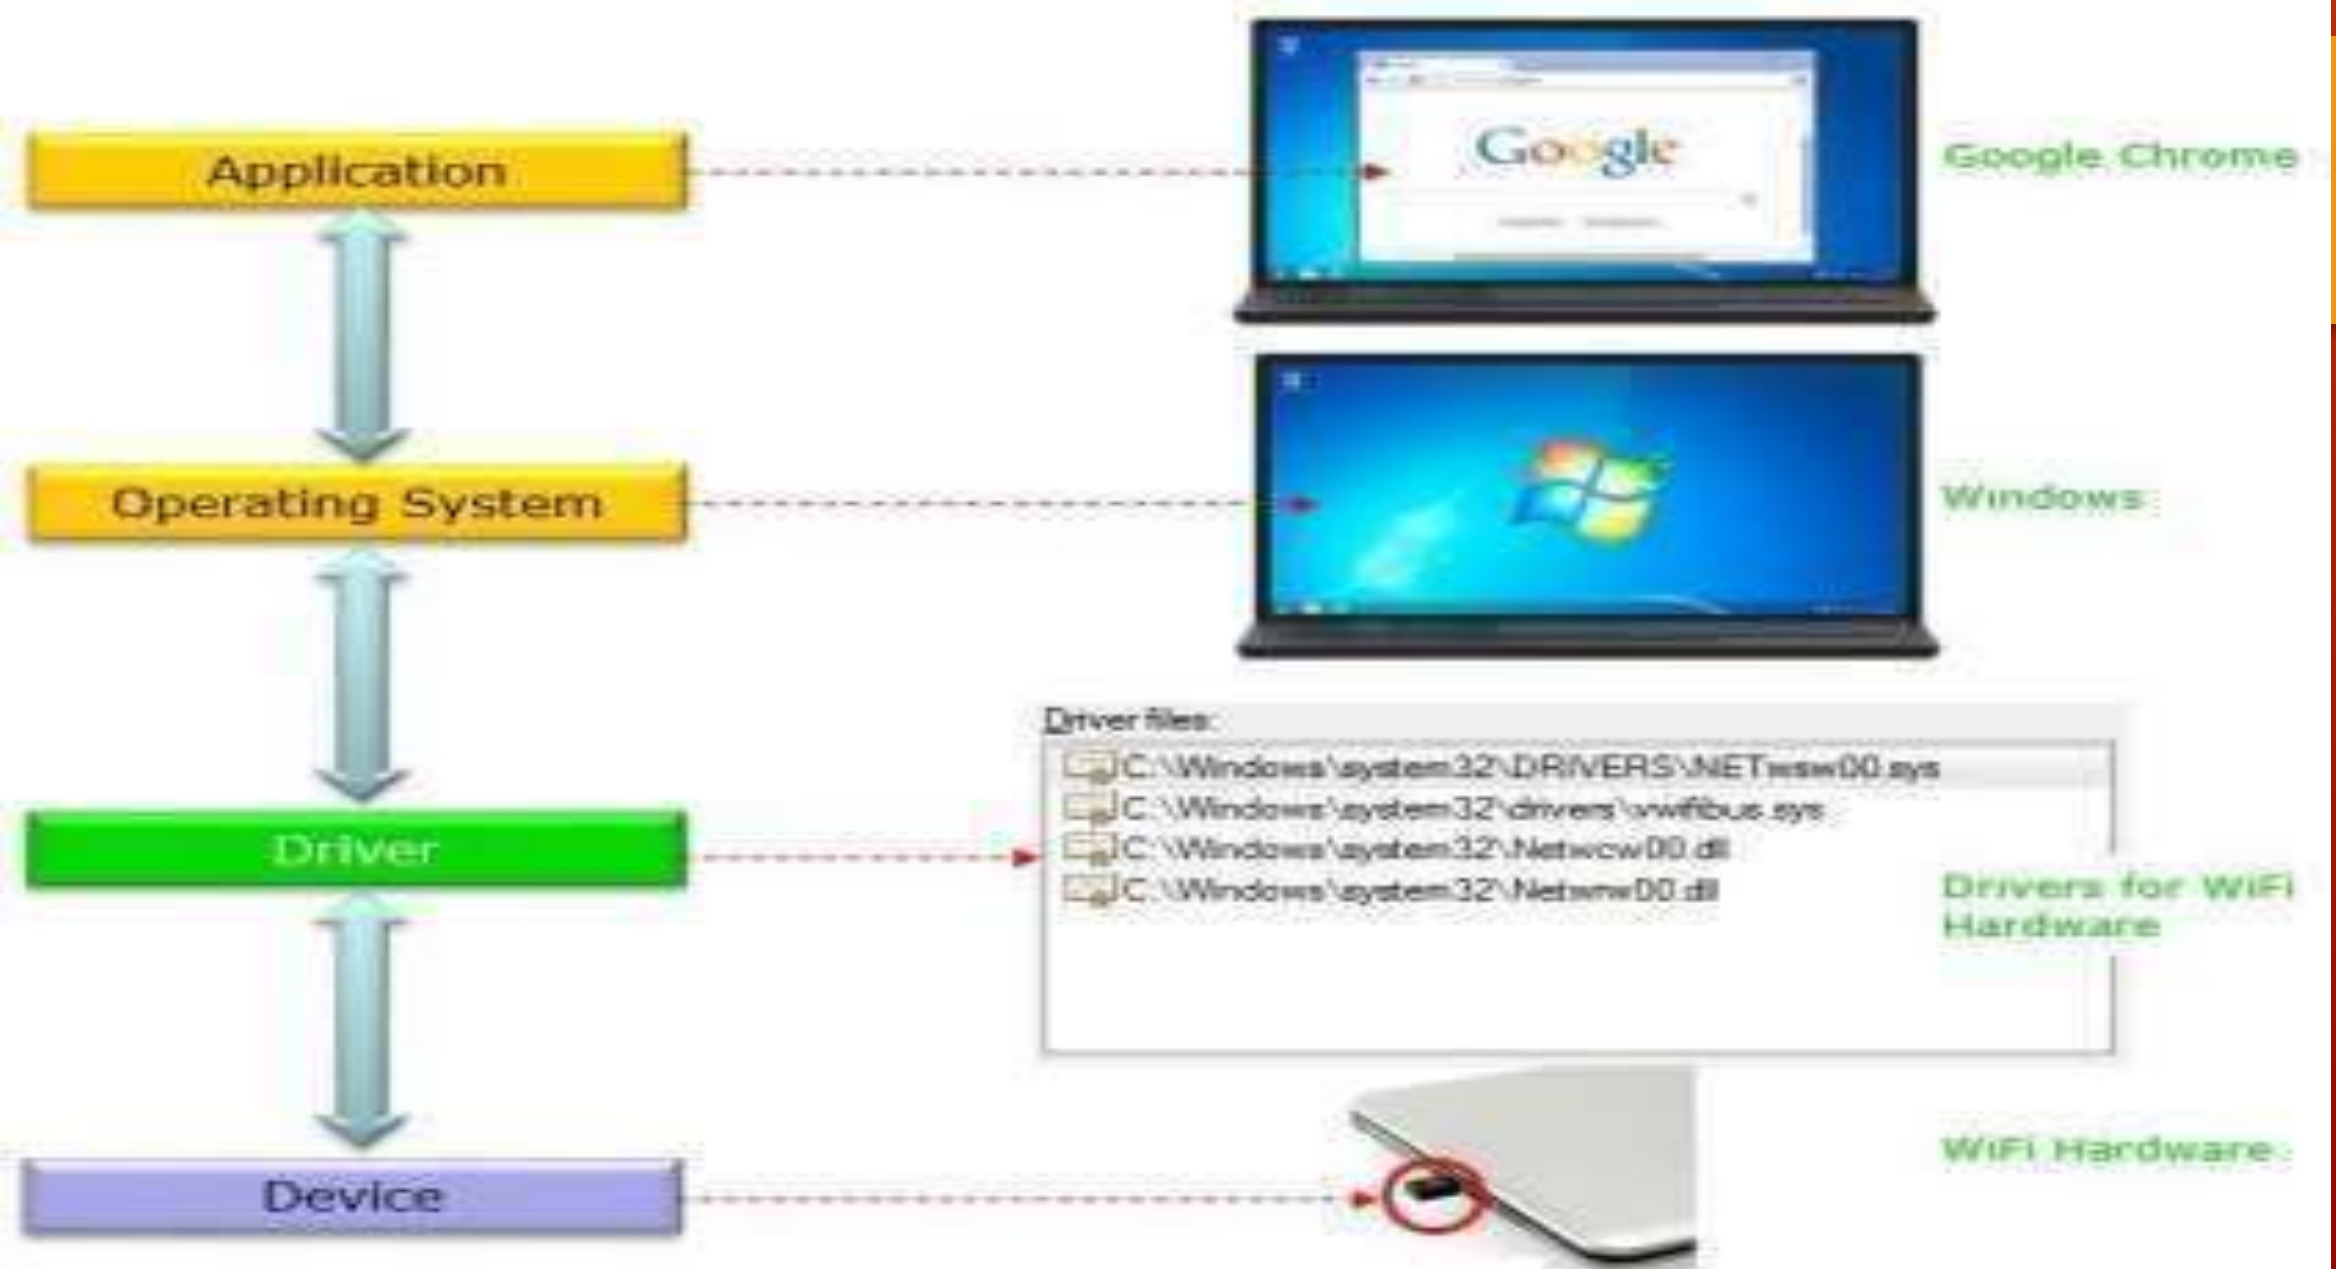 Application
Google
Google Chrome
Operating System
Windows
Driver files:
C:\Windows\system32\DRIVERS\NETwsw00.sys
C:\Windows\system32\drivers\vwifibus.sys
C:\Windows\system32\Netwcw00.dll
C:\Windows\system32\Netwnw00.dll
Driver
Drivers for WiFi
Hardware
WiFi Hardware
Device